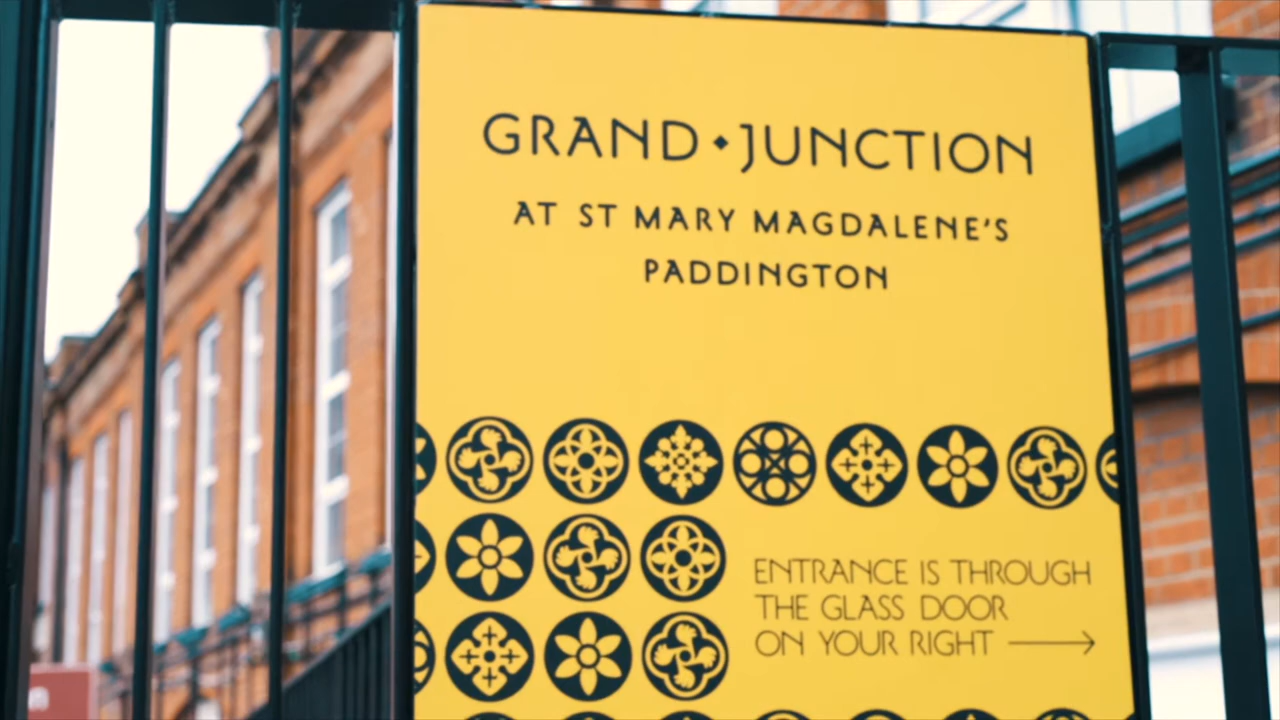 GRAND◆JUNCTION
AT ST MARY MAGDALENE'S
PADDINGTON
ENTRANCE IS THROUGH
THE GLASS DOOR
ON YOUR RIGHT →